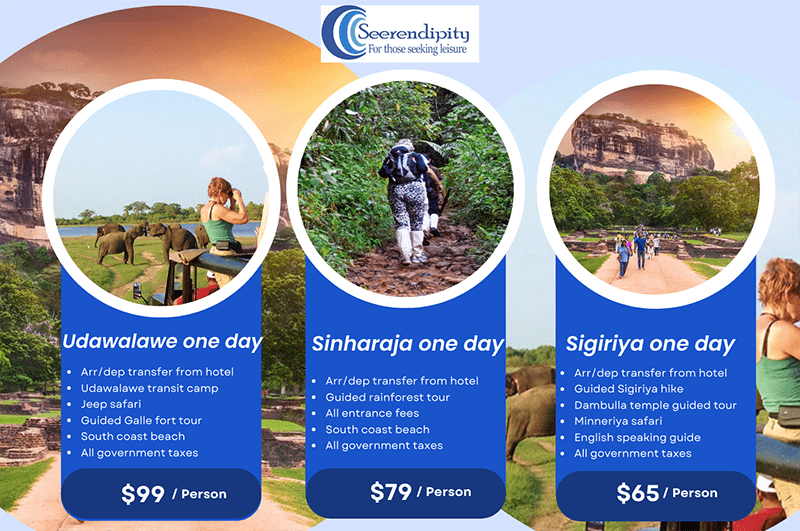 Seerendipity
For those seeking leisure
Udawalawe one day
Arr/dep transfer from hotel
Udawalawe transit camp
Jeep safari
Guided Galle fort tour
South coast beach
All government taxes
$99 / Person
Sinharaja one day
Arr/dep transfer from hotel
Guided rainforest tour
All entrance fees
South coast beach
All government taxes
$79 / Person
Sigiriya one day
Arr/dep transfer from hotel
Guided Sigiriya hike
Dambulla temple guided tour
Minneriya safari
English speaking guide
All government taxes
$65 / Person